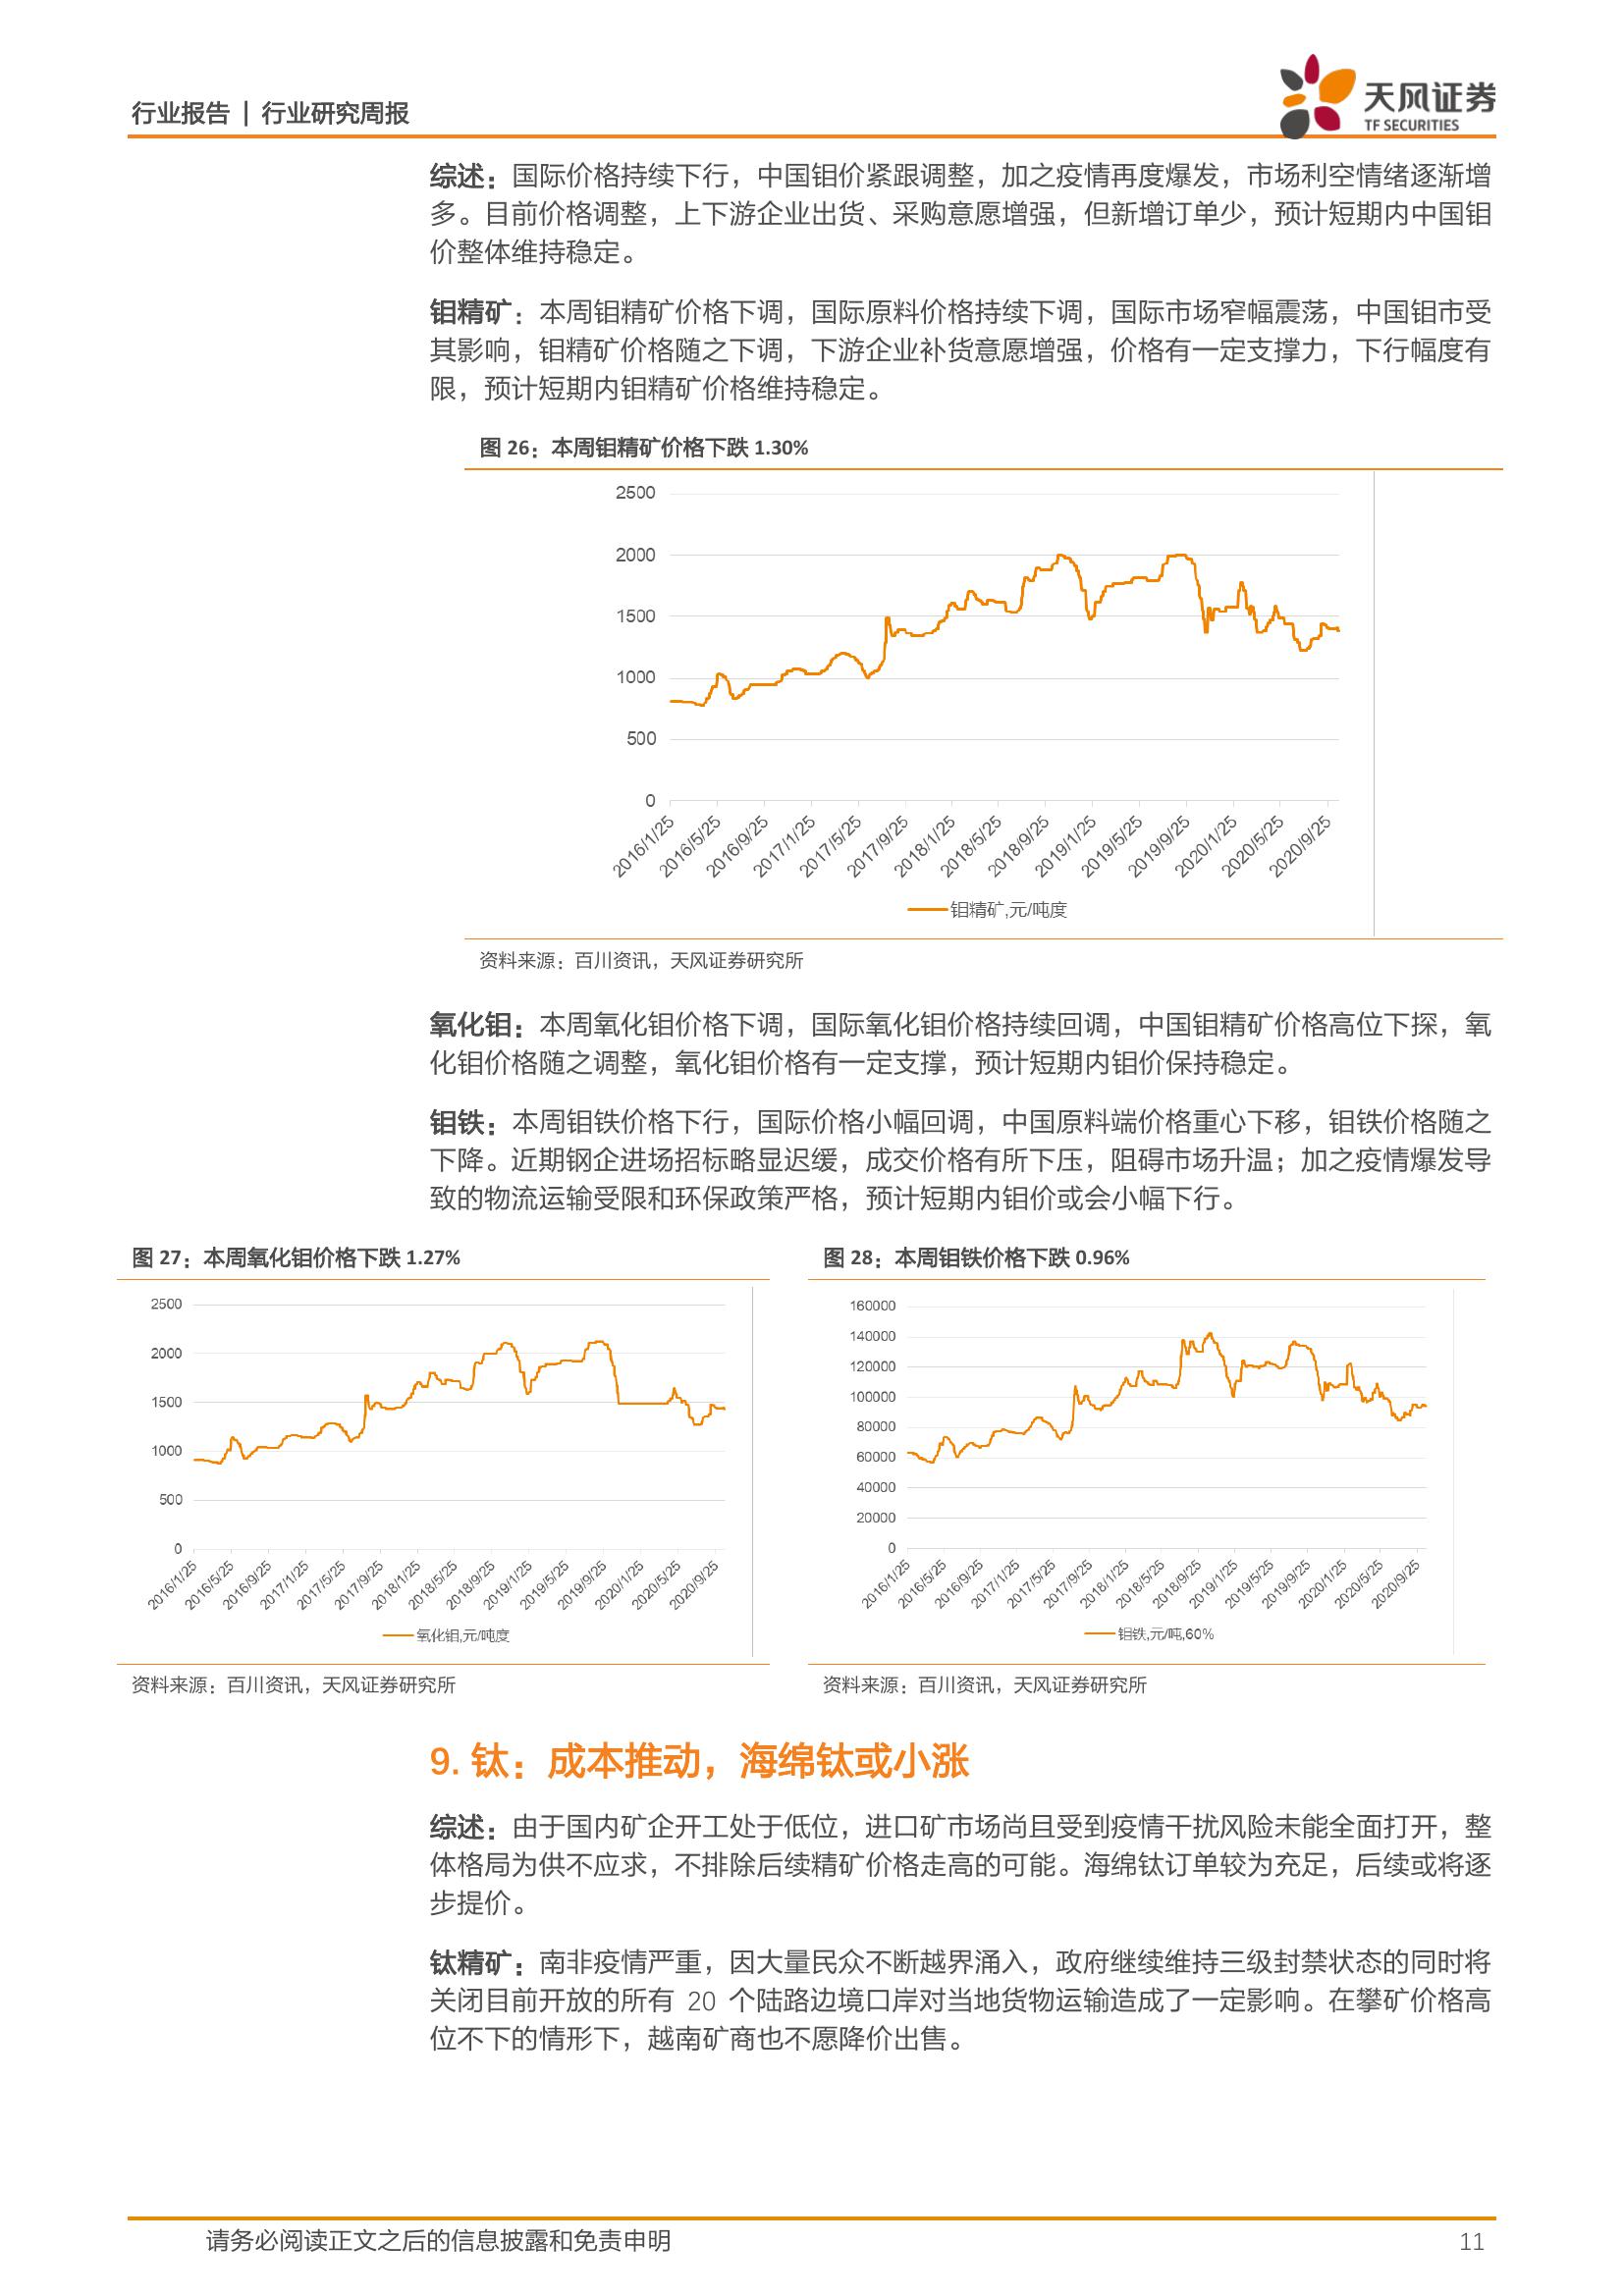 行业报告 | 行业研究周报
天风证券
TF SECURITIES
综述：国际价格持续下行，中国钼价紧跟调整，加之疫情再度爆发，市场利空情绪逐渐增
多。目前价格调整，上下游企业出货、采购意愿增强，但新增订单少，预计短期内中国钼
价整体维持稳定。
钼精矿：本周钼精矿价格下调，国际原料价格持续下调，国际市场窄幅震荡，中国钼市受
其影响，钼精矿价格随之下调，下游企业补货意愿增强，价格有一定支撑力，下行幅度有
限，预计短期内钼精矿价格维持稳定。
图 26：本周钼精矿价格下跌 1.30%
2500
2000
1500
1000
500
0
2016/1/25
2016/5/25
2016/9/25
2017/1/25
2017/5/25
2017/9/25
2018/1/25
2018/5/25
2018/9/25
2019/1/25
2019/5/25
2019/9/25
2020/1/25
2020/5/25
2020/9/25
钼精矿,元/吨度
资料来源：百川资讯，天风证券研究所
氧化钼：本周氧化钼价格下调，国际氧化钼价格持续回调，中国钼精矿价格高位下探，氧
化钼价格随之调整，氧化钼价格有一定支撑，预计短期内钼价保持稳定。
钼铁：本周钼铁价格下行，国际价格小幅回调，中国原料端价格重心下移，钼铁价格随之
下降。近期钢企进场招标略显迟缓，成交价格有所下压，阻碍市场升温；加之疫情爆发导
致的物流运输受限和环保政策严格，预计短期内钼价或会小幅下行。
图 27：本周氧化钼价格下跌 1.27%
2500
2000
1500
1000
500
0
2016/1/25
2016/5/25
2016/9/25
2017/1/25
2017/5/25
2017/9/25
2018/1/25
2018/5/25
2018/9/25
2019/1/25
2019/5/25
2019/9/25
2020/1/25
2020/5/25
2020/9/25
氧化钼,元/吨度
资料来源：百川资讯，天风证券研究所
图 28：本周钼铁价格下跌 0.96%
160000
140000
120000
100000
80000
60000
40000
20000
0
2016/1/25
2016/5/25
2016/9/25
2017/1/25
2017/5/25
2017/9/25
2018/1/25
2018/5/25
2018/9/25
2019/1/25
2019/5/25
2019/9/25
2020/1/25
2020/5/25
2020/9/25
钼铁,元/吨,60%
资料来源：百川资讯，天风证券研究所
9. 钛：成本推动，海绵钛或小涨
综述：由于国内矿企开工处于低位，进口矿市场尚且受到疫情干扰风险未能全面打开，整
体格局为供不应求，不排除后续精矿价格走高的可能。海绵钛订单较为充足，后续或将逐
步提价。
钛精矿：南非疫情严重，因大量民众不断越界涌入，政府继续维持三级封禁状态的同时将
关闭目前开放的所有 20 个陆路边境口岸对当地货物运输造成了一定影响。在攀矿价格高
位不下的情形下，越南矿商也不愿降价出售。
请务必阅读正文之后的信息披露和免责申明
11